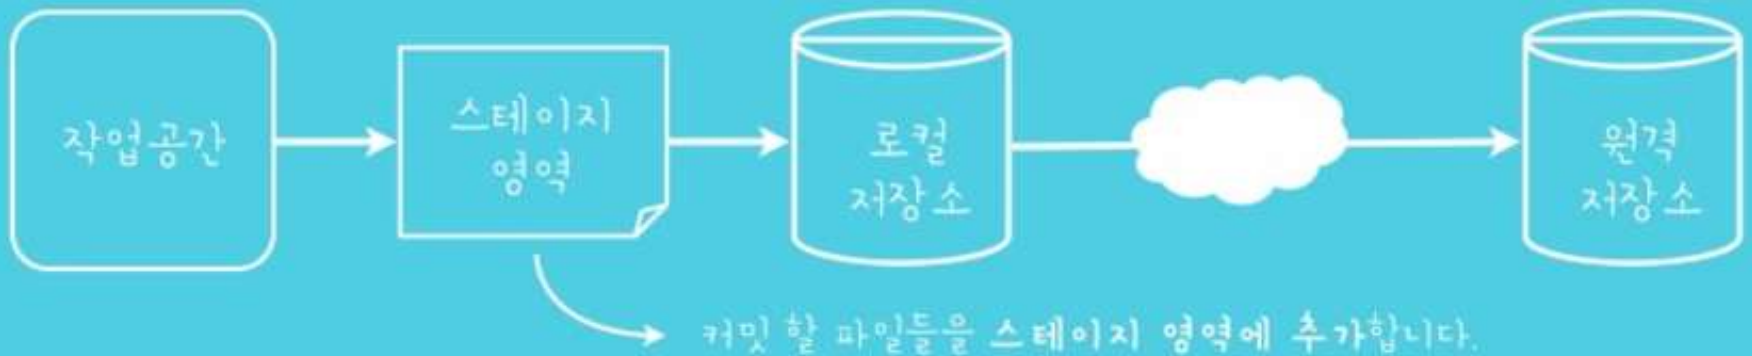 작업공간
스테이지
영역
로컬
저장소
원격
저장소
커밋 할 파일들을 스테이지 영역에 추가합니다.